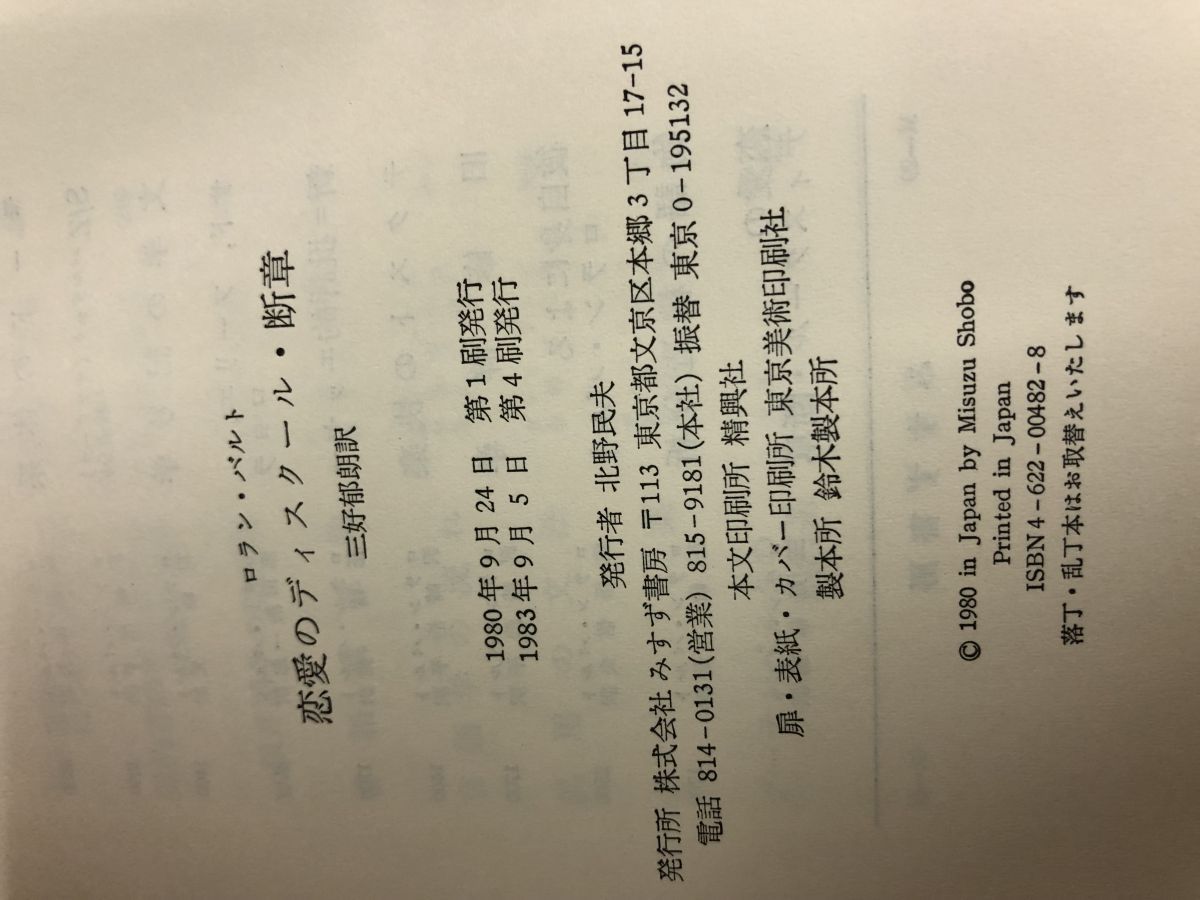 ロラン・バルト
恋愛のディスクール・断章
三好郁朗訳
1980年9月24日 第1刷発行
1983年9月5日 第4刷発行
発行者 北野民夫
発行所 株式会社 みすず書房 〒113 東京都文京区本郷3丁目17-15
電話 814-0131(営業) 815-9181(本社) 振替 東京0-195132
本文印刷所 精興社
扉・表紙・カバー印刷所 東京美術印刷社
製本所 鈴木製本所
© 1980 in Japan by Misuzu Shobo
Printed in Japan
ISBN 4-622-00482-8
落丁・乱丁本はお取替えいたします